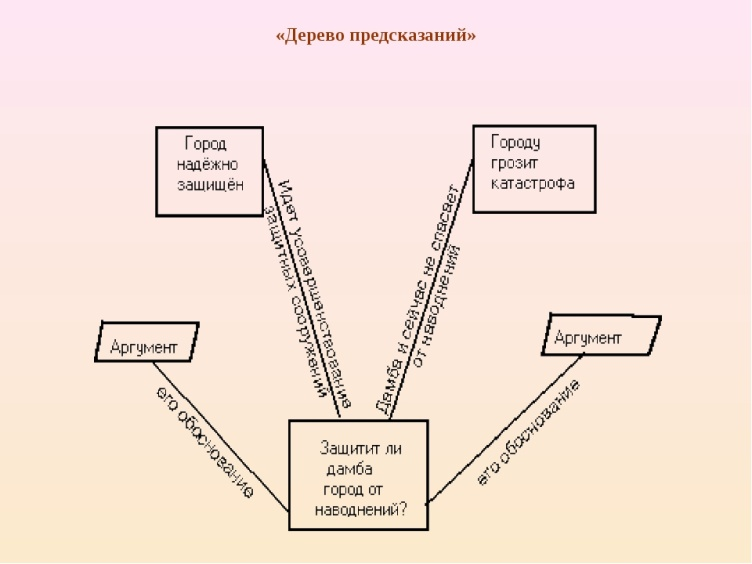 «Дерево предсказаний»
Город
надёжно
защищён
Городу
грозит
катастрофа
Идет усовершенствование
защитных сооружений
Дамба и сейчас не спасает
от наводнений
Аргумент
Аргумент
его обоснование
его обоснование
Защитит ли
дамба
город от
наводнений?